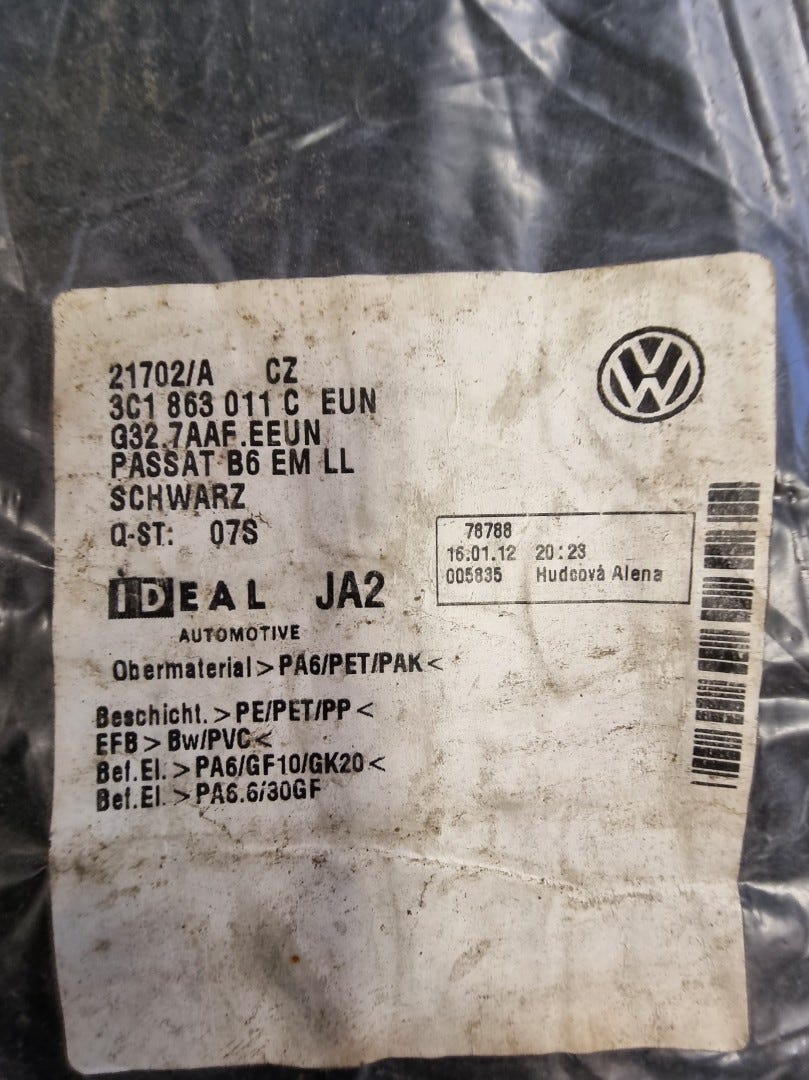 21702/A CZ
3C1 863 011 C EUN
G32.7AAF.EEUN
PASSAT B6 EM LL
SCHWARZ
Q-ST: 07S
VW
78788
16.01.12 20:23
005835 Hudcová Alena
IDEAL JA2
AUTOMOTIVE
Obermaterial>PA6/PET/PAK<
Beschicht.>PE/PET/PP<
EFB>Bw/PVC<
Bef.El.>PA6/GF10/GK20<
Bef.El.>PA6.6/30GF